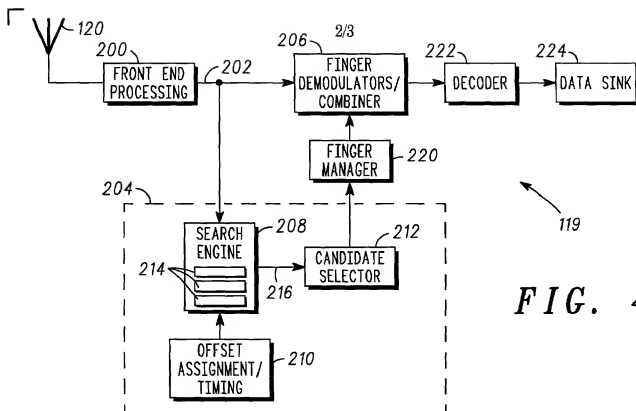 120
200
202
2/3
206
222
224
FRONT END
PROCESSING
FINGER
DEMODULATORS/
COMBINER
DECODER
DATA SINK
FINGER
MANAGER
220
204
119
208
212
SEARCH
ENGINE
214
216
CANDIDATE
SELECTOR
FIG.
OFFSET
ASSIGNMENT/
TIMING
210